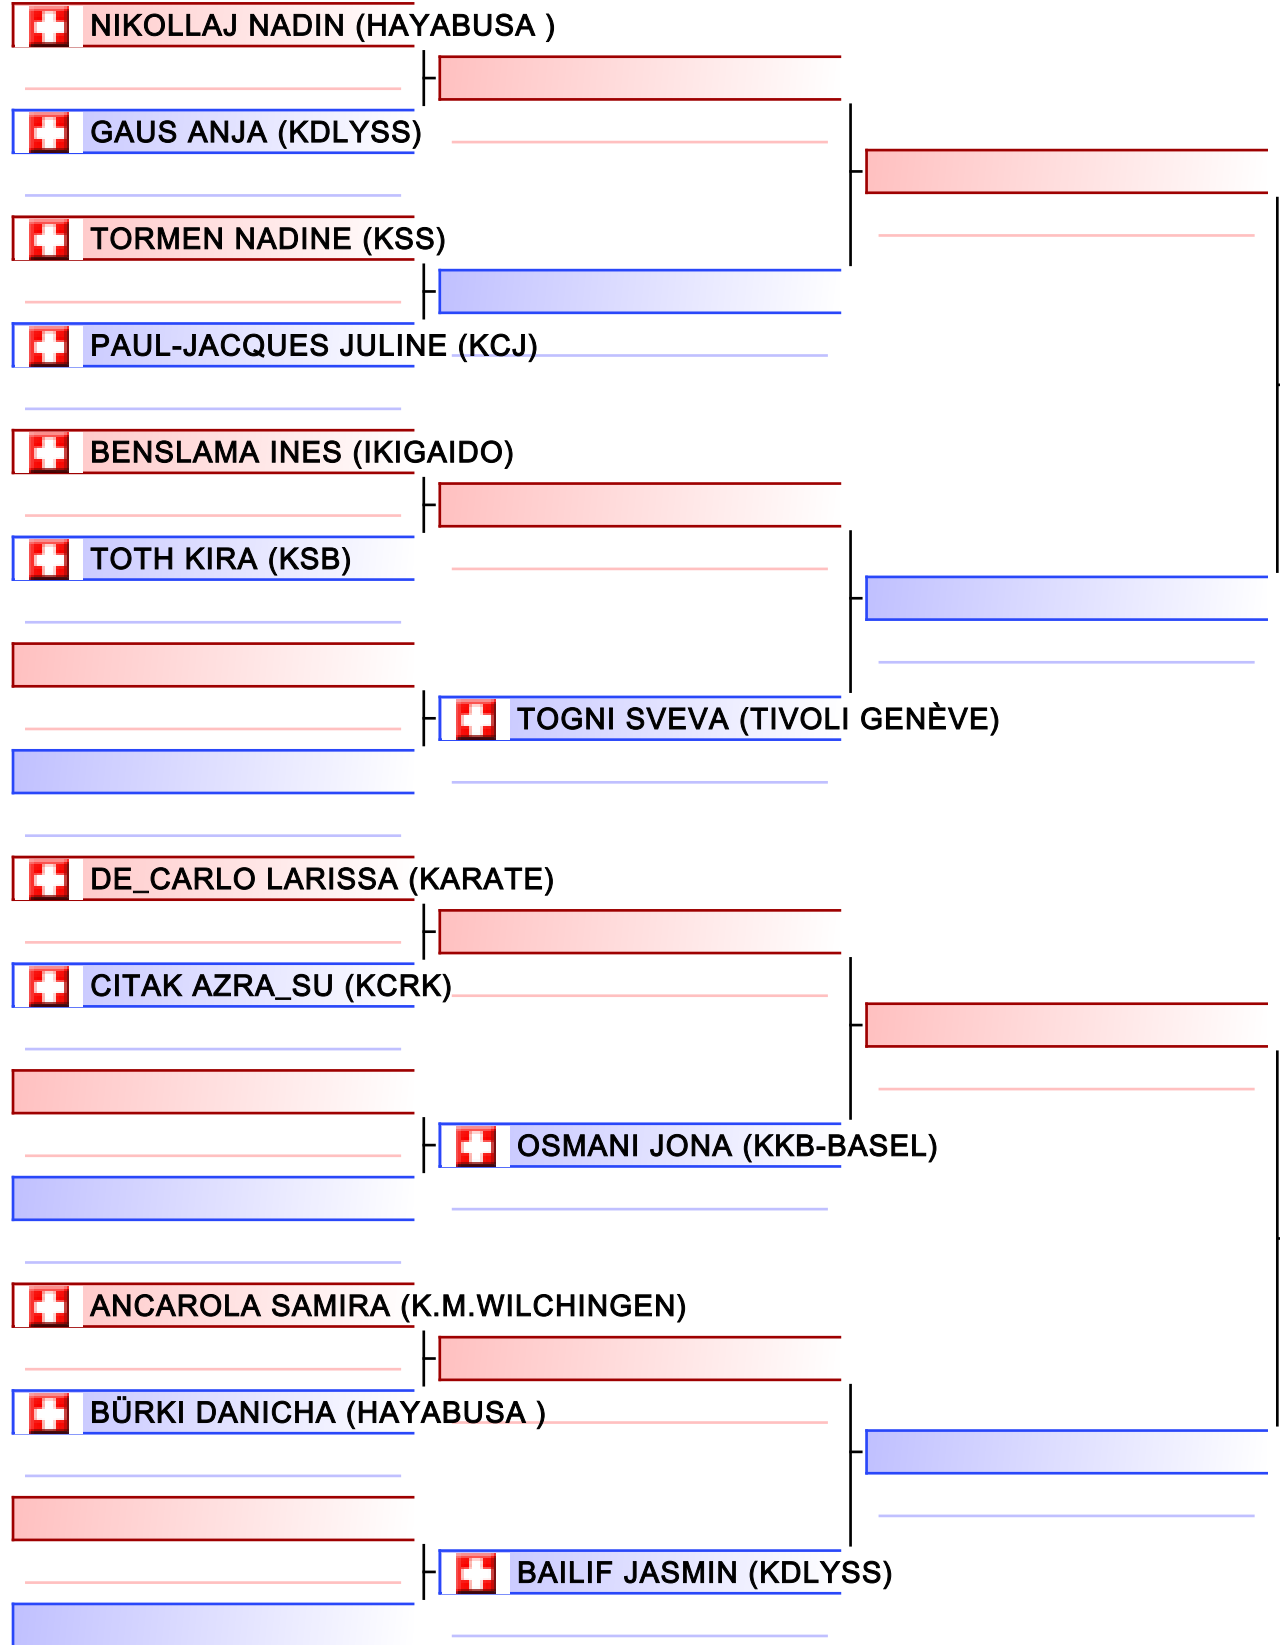 NIKOLLAJ NADIN (HAYABUSA )
GAUS ANJA (KDLYSS)
TORMEN NADINE (KSS)
PAUL-JACQUES JULINE (KCJ)
BENSLAMA INES (IKIGAIDO)
TOTH KIRA (KSB)
TOGNI SVEVA (TIVOLI GENÈVE)
DE_CARLO LARISSA (KARATE)
CITAK AZRA_SU (KCRK)
OSMANI JONA (KKB-BASEL)
ANCAROLA SAMIRA (K.M.WILCHINGEN)
BÜRKI DANICHA (HAYABUSA )
BAILIF JASMIN (KDLYSS)